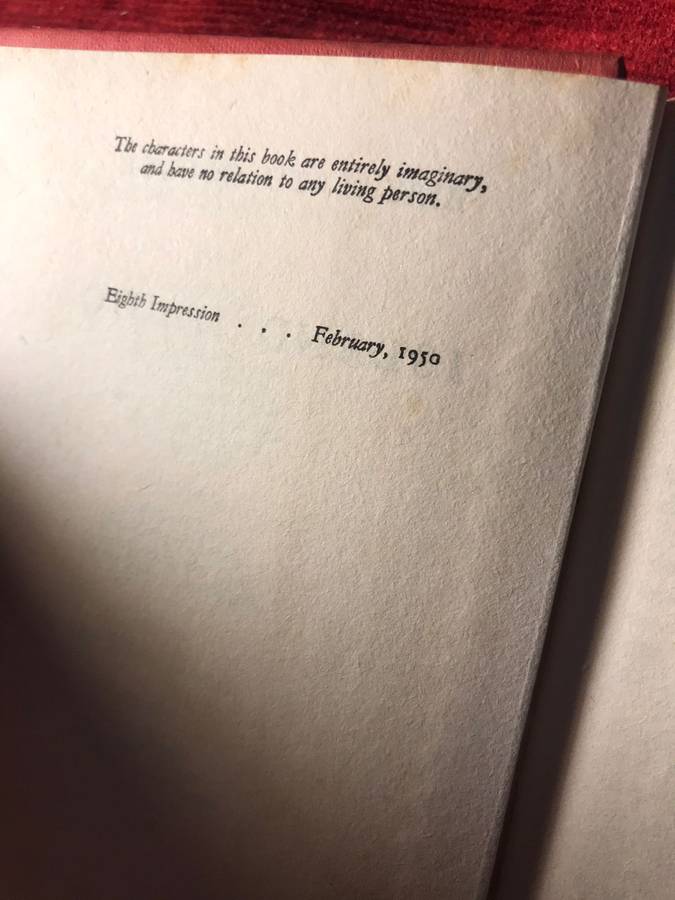 The characters in this book are entirely imaginary,
and have no relation to any living person.
Eighth Impression . . . February, 1950